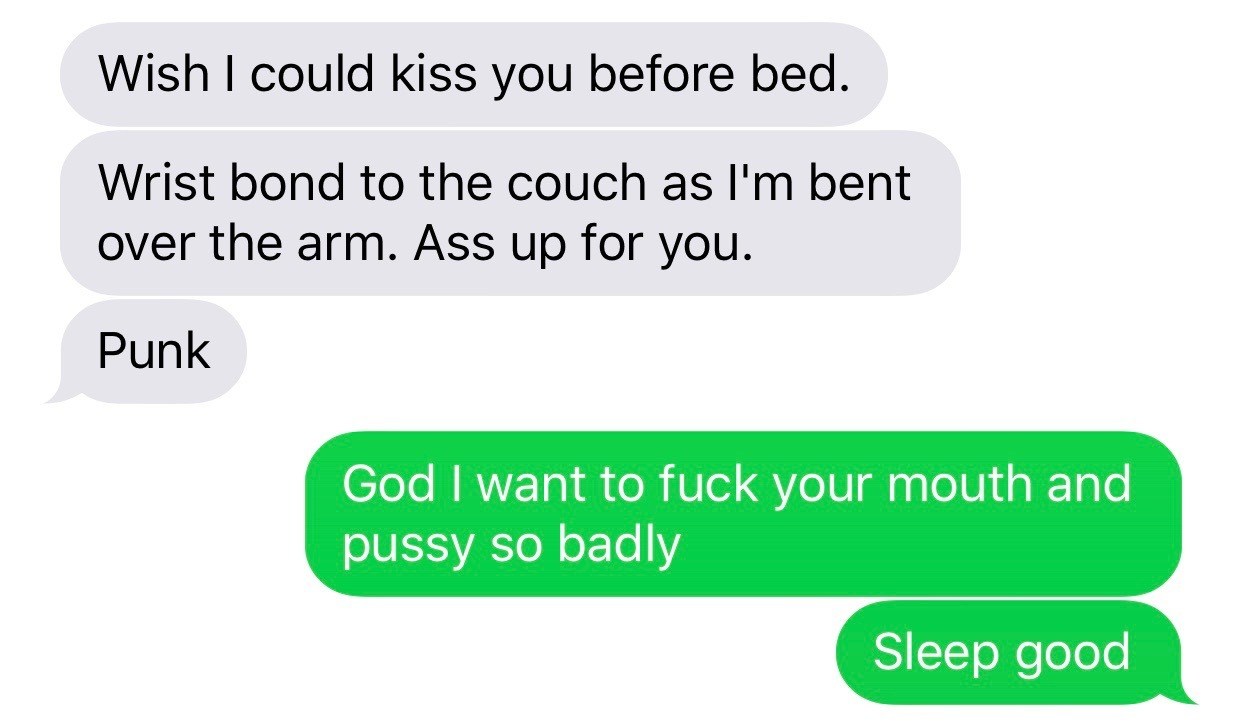 Wish I could kiss you before bed.
Wrist bond to the couch as I'm bent
over the arm. Ass up for you.
Punk
God I want to fuck your mouth and
pussy so badly
Sleep good